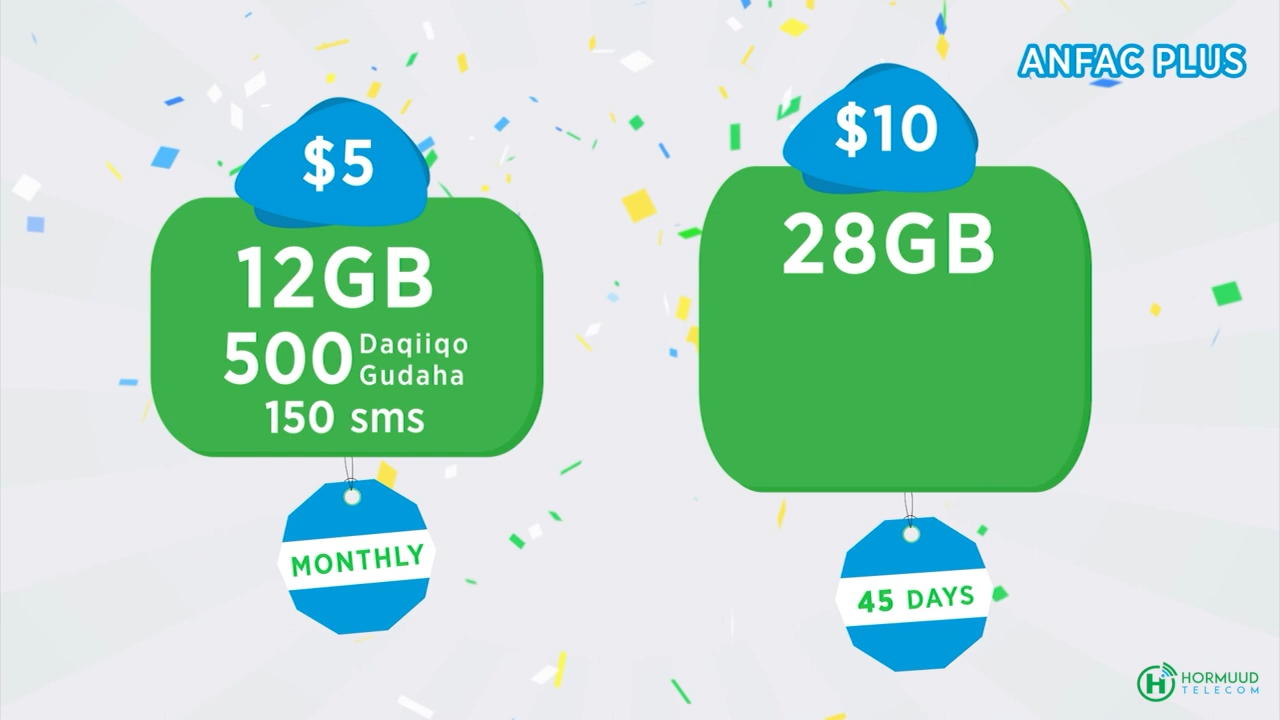 ANFAC PLUS
$5
12GB
500 Daqiiqo
Gudaha
150 sms
MONTHLY
$10
28GB
45 DAYS
HORMUUD
TELECOM